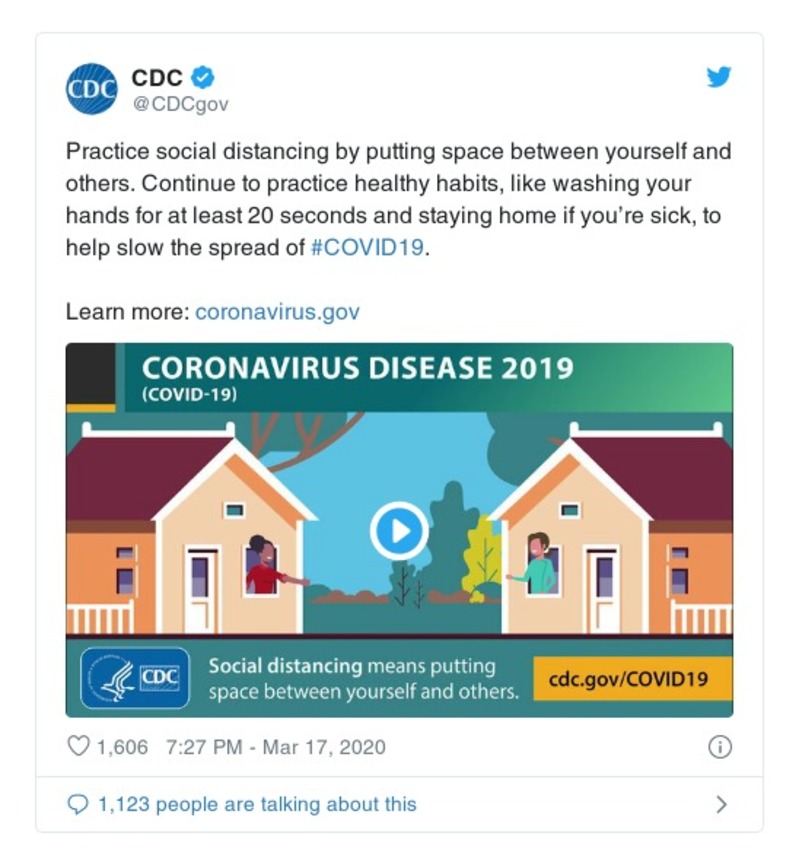 CDC
CDC
@CDCgov
Practice social distancing by putting space between yourself and
others. Continue to practice healthy habits, like washing your
hands for at least 20 seconds and staying home if you’re sick, to
help slow the spread of #COVID19.
Learn more: coronavirus.gov
CORONAVIRUS DISEASE 2019
(COVID-19)
CDC
Social distancing means putting
space between yourself and others.
cdc.gov/COVID19
1,606 7:27 PM - Mar 17, 2020
1,123 people are talking about this